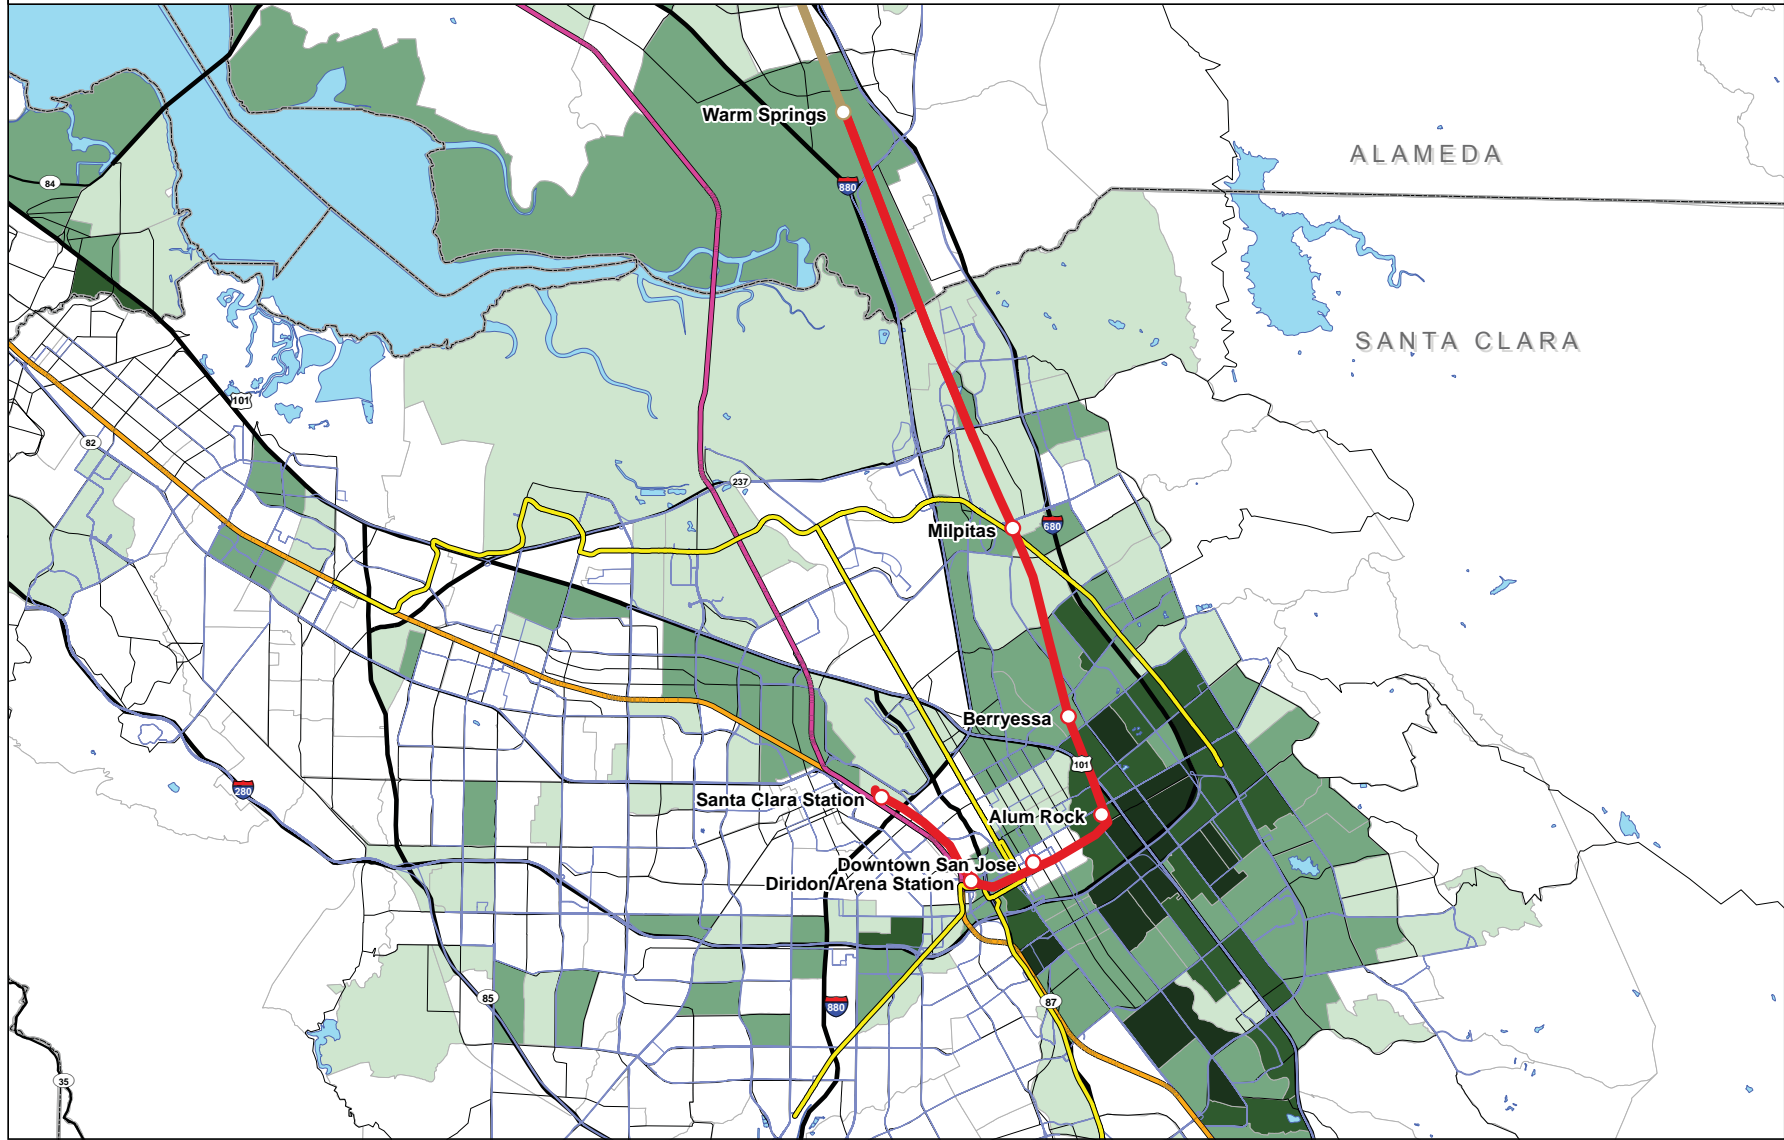 Warm Springs
ALAMEDA
84
880
SANTA CLARA
101
82
237
Milpitas
680
Berryessa
101
280
Santa Clara Station
Alum Rock
Downtown San Jose
Diridon/Arena Station
85
880
87
35